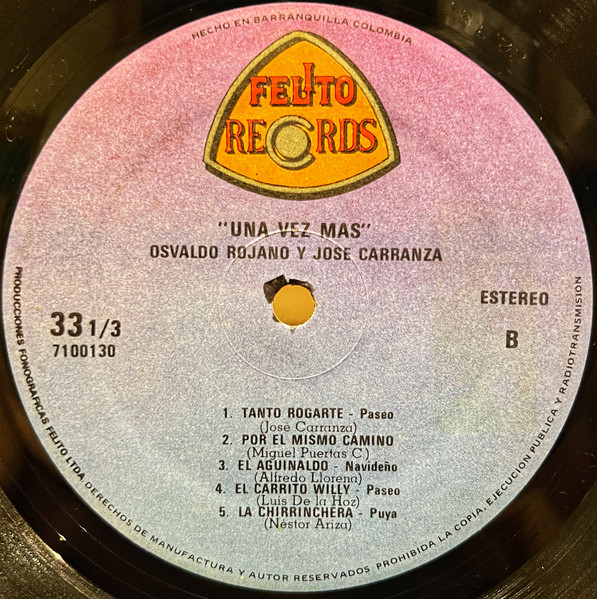 HECHO EN BARRANQUILLA COLOMBIA
FELITO
RECORDS
"UNA VEZ MAS"
OSVALDO ROJANO Y JOSE CARRANZA
ESTEREO
33 1/3
7100130
B
1. TANTO ROGARTE - Paseo
(José Carranza)
2. POR EL MISMO CAMINO
(Miguel Puertas C.)
3. EL AGUINALDO - Navideño
(Alfredo Llorena)
4. EL CARRITO WILLY - Paseo
(Luis De la Hoz)
5. LA CHIRRINCHERA - Puya
(Néstor Ariza)
PRODUCCIONES FONOGRAFICAS FELITO LTDA. DERECHOS DE MANUFACTURA Y AUTOR RESERVADOS PROHIBIDA LA COPIA, EJECUCION PUBLICA Y RADIOTRANSMISION